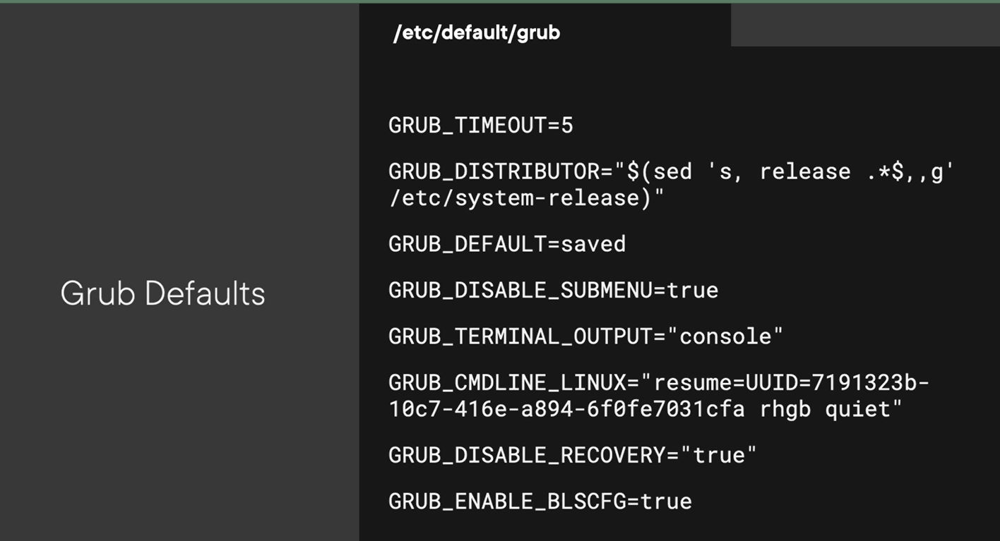 /etc/default/grub
GRUB_TIMEOUT=5
GRUB_DISTRIBUTOR="$(sed 's, release .*$,,g'
/etc/system-release)"
GRUB_DEFAULT=saved
Grub Defaults
GRUB_DISABLE_SUBMENU=true
GRUB_TERMINAL_OUTPUT="console"
GRUB_CMDLINE_LINUX="resume=UUID=7191323b-
10c7-416e-a894-6f0fe7031cfa rhgb quiet"
GRUB_DISABLE_RECOVERY="true"
GRUB_ENABLE_BLSCFG=true